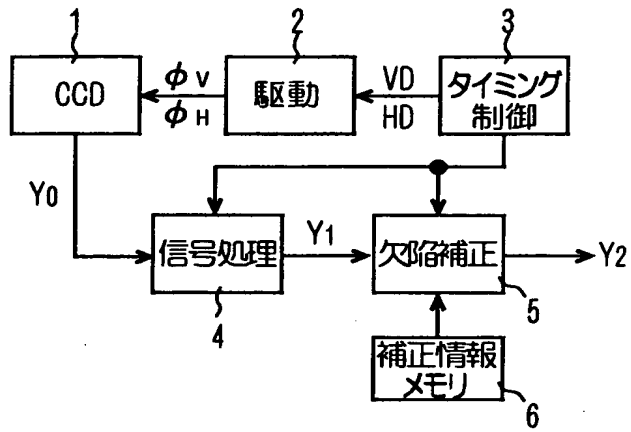 1
2
3
CCD
φV
φH
駆動
VD
HD
タイミング
制御
Y0
信号処理
Y1
欠陥補正
Y2
4
5
補正情報
メモリ
6